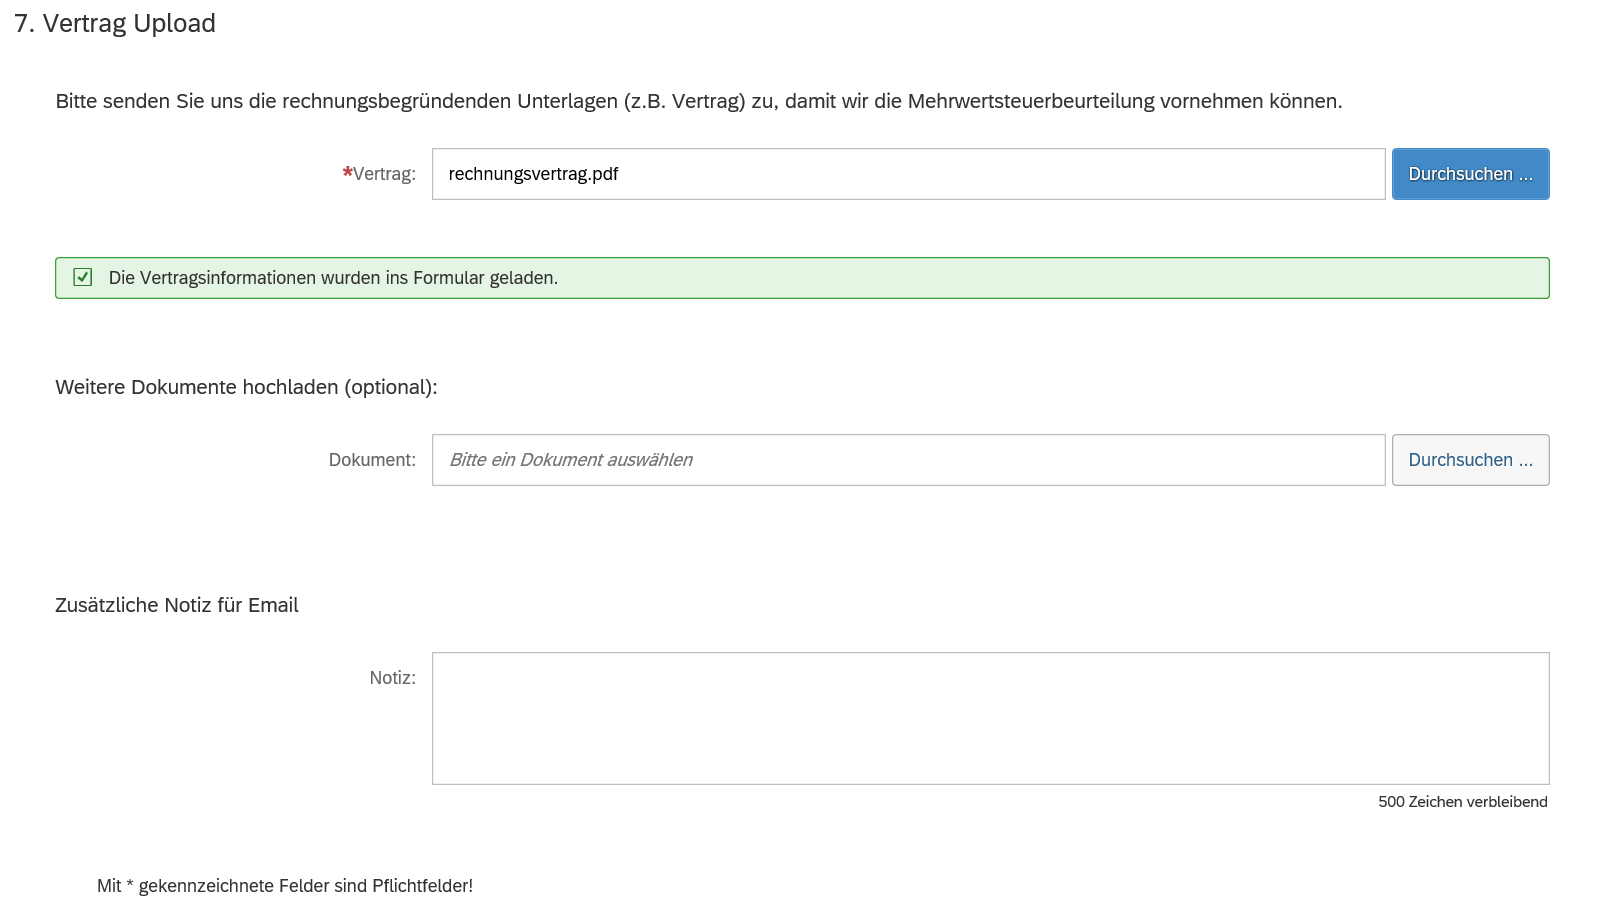 7. Vertrag Upload
Bitte senden Sie uns die rechnungsbegründenden Unterlagen (z.B. Vertrag) zu, damit wir die Mehrwertsteuerbeurteilung vornehmen können.
*Vertrag: rechnungsvertrag.pdf Durchsuchen ...
Die Vertragsinformationen wurden ins Formular geladen.
Weitere Dokumente hochladen (optional):
Dokument: Bitte ein Dokument auswählen Durchsuchen ...
Zusätzliche Notiz für Email
Notiz:
500 Zeichen verbleibend
Mit * gekennzeichnete Felder sind Pflichtfelder!